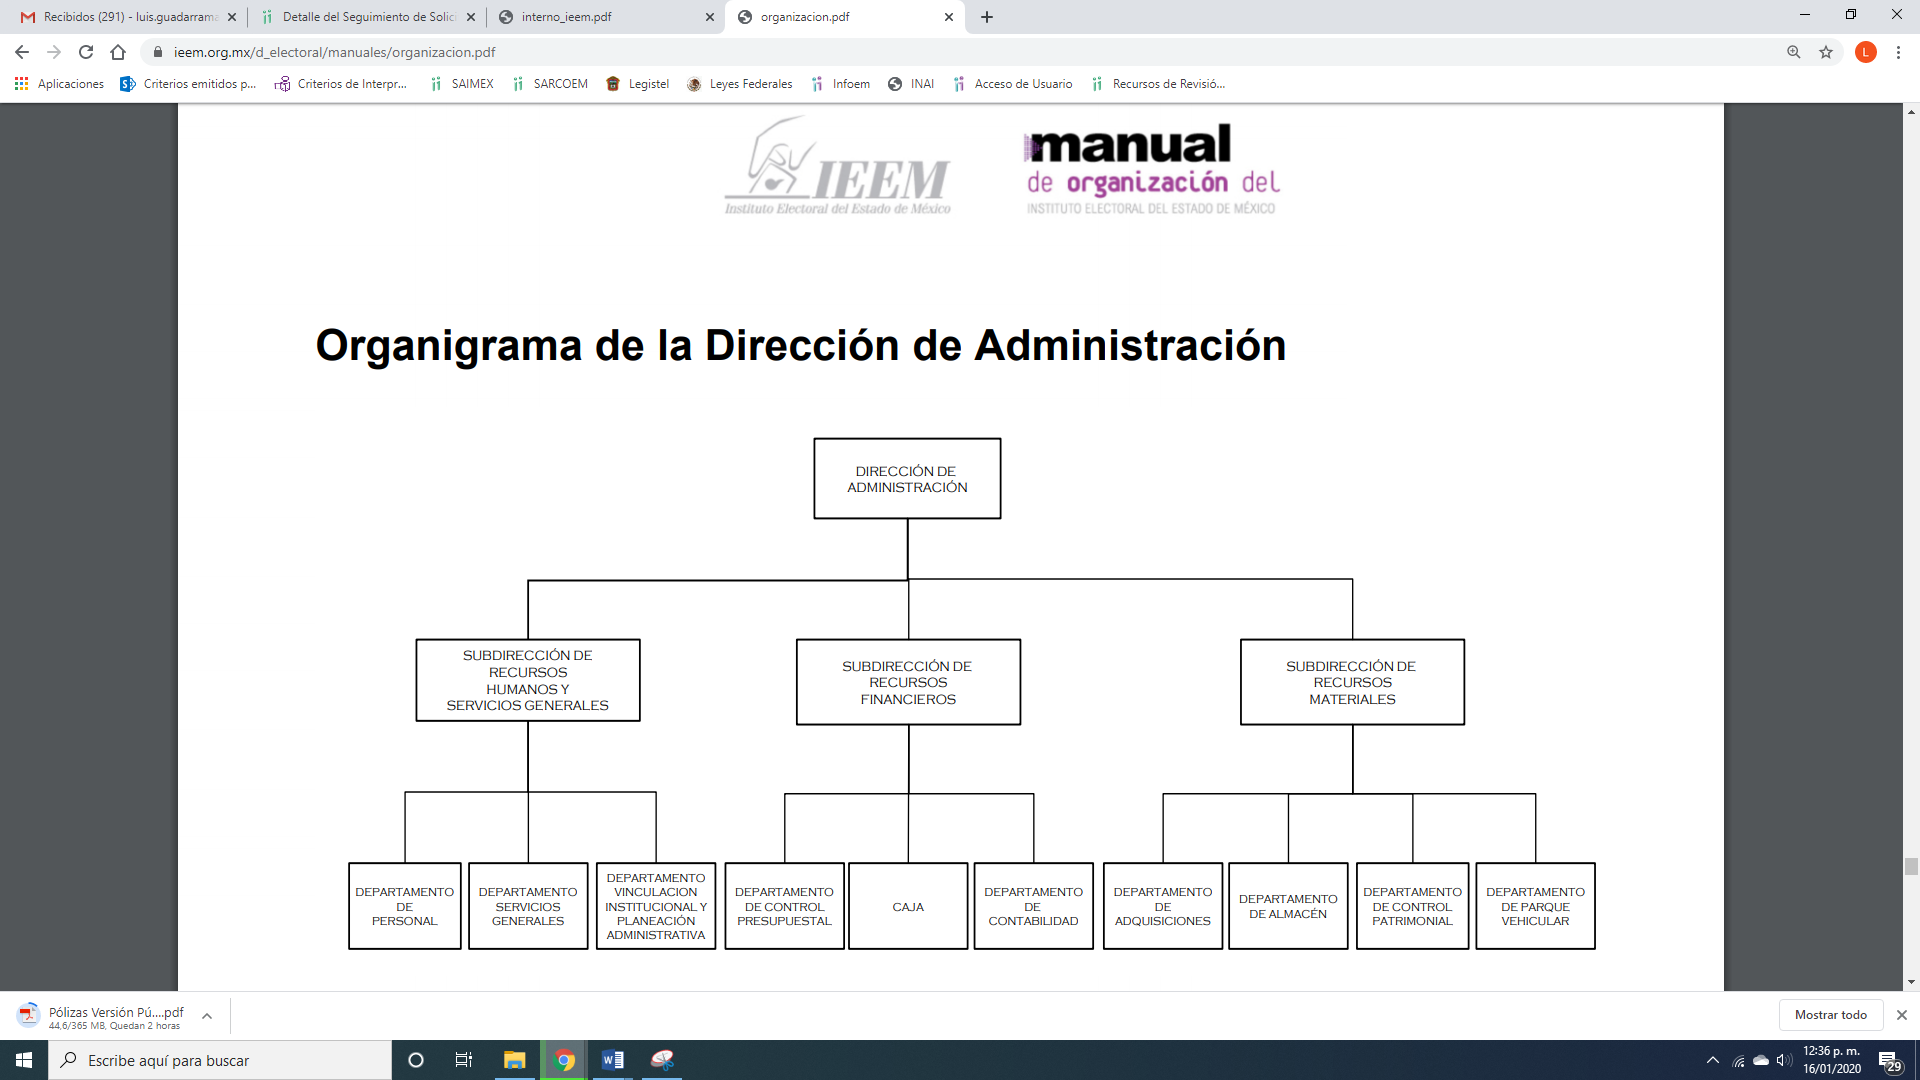 Recibidos (291) - luis.guadarrama
Detalle del Seguimiento de Solici
interno_ieem.pdf
organizacion.pdf
ieem.org.mx/d_electoral/manuales/organizacion.pdf
L
Aplicaciones
Criterios emitidos p...
Criterios de Interpr...
SAIMEX
SARCOEM
Legistel
Leyes Federales
Infoem
INAI
Acceso de Usuario
Recursos de Revisió...
IEEM
Instituto Electoral del Estado de México
manual
de organización del
INSTITUTO ELECTORAL DEL ESTADO DE MÉXICO
Organigrama de la Dirección de Administración
DIRECCIÓN DE
ADMINISTRACIÓN
SUBDIRECCIÓN DE
RECURSOS
HUMANOS Y
SERVICIOS GENERALES
SUBDIRECCIÓN DE
RECURSOS
FINANCIEROS
SUBDIRECCIÓN DE
RECURSOS
MATERIALES
DEPARTAMENTO
DE
PERSONAL
DEPARTAMENTO
SERVICIOS
GENERALES
DEPARTAMENTO
VINCULACION
INSTITUCIONAL Y
PLANEACIÓN
ADMINISTRATIVA
DEPARTAMENTO
DE CONTROL
PRESUPUESTAL
CAJA
DEPARTAMENTO
DE
CONTABILIDAD
DEPARTAMENTO
DE
ADQUISICIONES
DEPARTAMENTO
DE ALMACÉN
DEPARTAMENTO
DE CONTROL
PATRIMONIAL
DEPARTAMENTO
DE PARQUE
VEHICULAR
Pólizas Versión Pú....pdf
44,6/365 MB, Quedan 2 horas
Mostrar todo
Escribe aquí para buscar
12:36 p. m.
16/01/2020
29